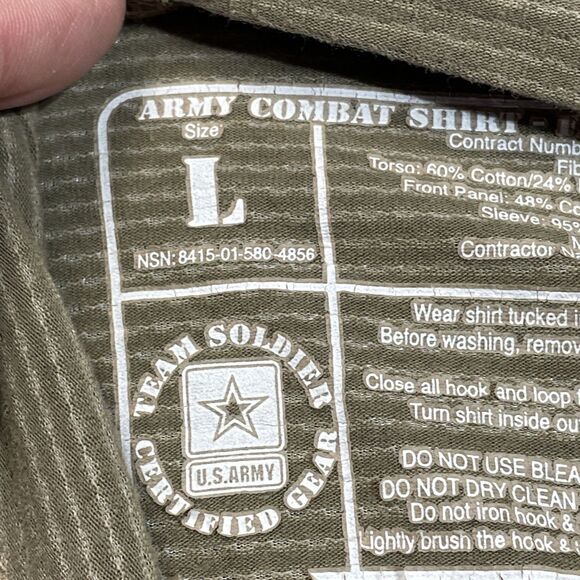 ARMY COMBAT SHIRT -
Size
L
NSN: 8415-01-580-4856
Contract Numb
Fib
Torso: 60% Cotton/24%
Front Panel: 48% Co
Sleeve: 95%
Contractor
TEAM SOLDIER
U.S.ARMY
CERTIFIED GEAR
Wear shirt tucked i
Before washing, remov
Close all hook and loop
Turn shirt inside ou
DO NOT USE BLEA
DO NOT DRY CLEAN
Do not iron hook &
Lightly brush the hook &